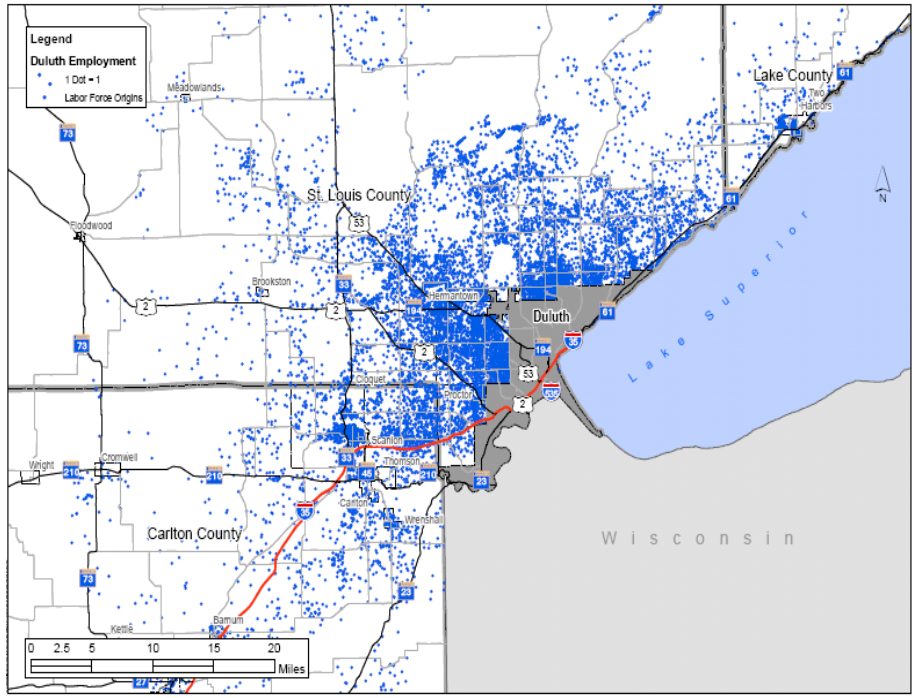 Legend
Duluth Employment
1 Dot = 1
Labor Force Origins
Lake County
61
Two
Harbors
Meadowlands
73
61
N
St. Louis County
53
Floodwood
Brookston
33
Hermantown
2
2
194
61
Duluth
Lake Superior
73
2
194
35
53
Cloquet
Proctor
2
535
Scanlon
33
Wright
Cromwell
210
210
45
Thomson
210
23
Carlton
35
Wrenshall
Carlton County
Wisconsin
73
23
Barnum
Kettle
0 2.5 5 10 15 20
Miles
27